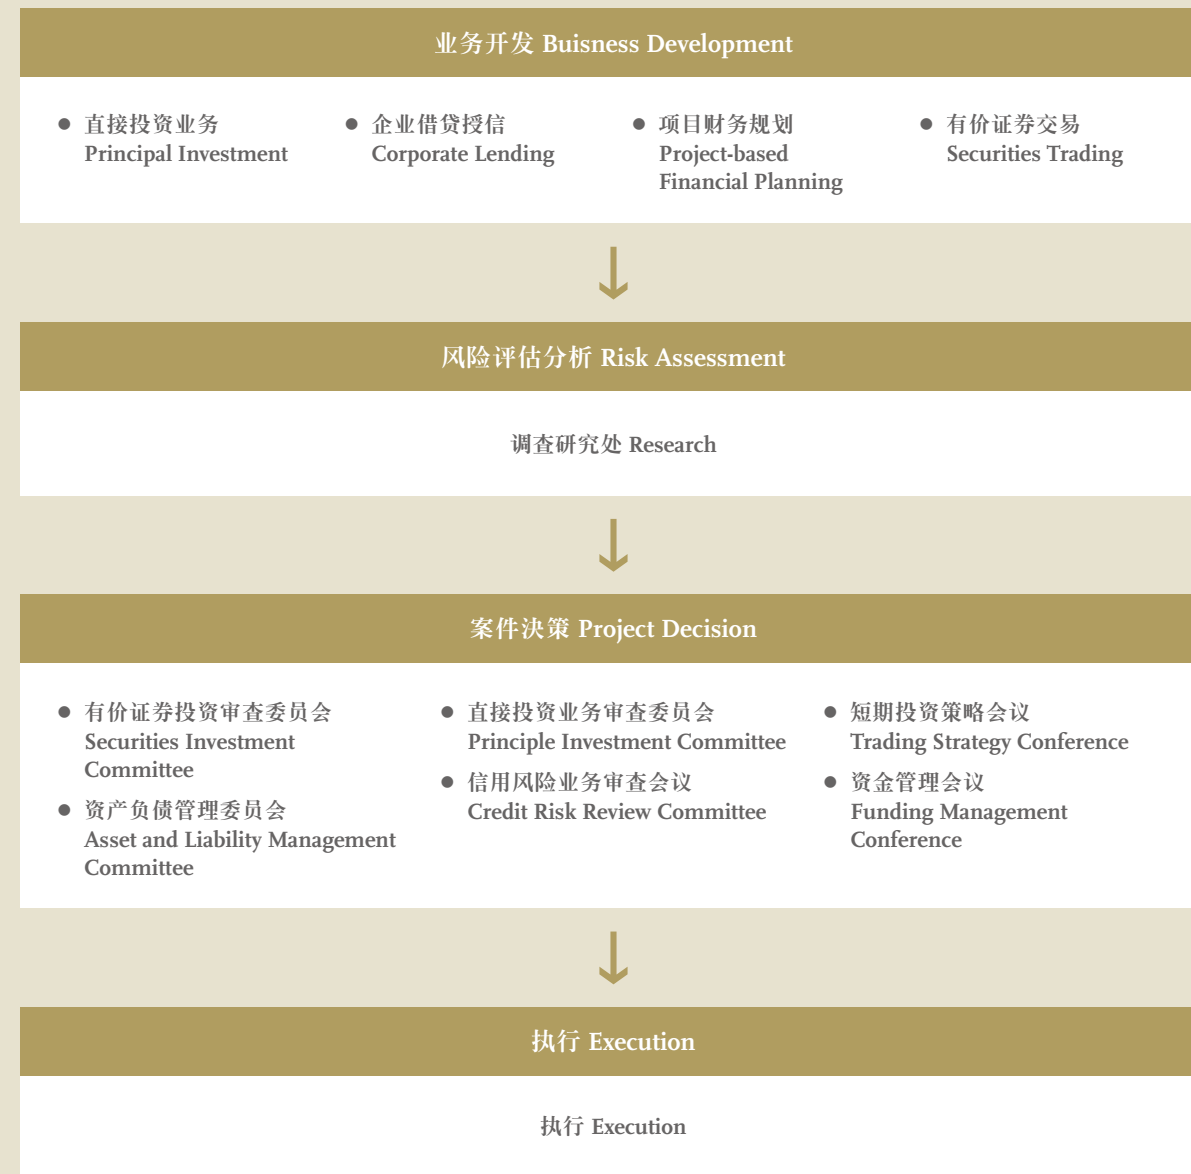 业务开发 Buisness Development
直接投资业务
Principal Investment
企业借贷授信
Corporate Lending
项目财务规划
Project-based
Financial Planning
有价证券交易
Securities Trading
风险评估分析 Risk Assessment
调查研究处 Research
案件決策 Project Decision
有价证券投资审查委员会
Securities Investment
Committee
资产负债管理委员会
Asset and Liability Management
Committee
直接投资业务审查委员会
Principle Investment Committee
信用风险业务审查会议
Credit Risk Review Committee
短期投资策略会议
Trading Strategy Conference
资金管理会议
Funding Management
Conference
执行 Execution
执行 Execution